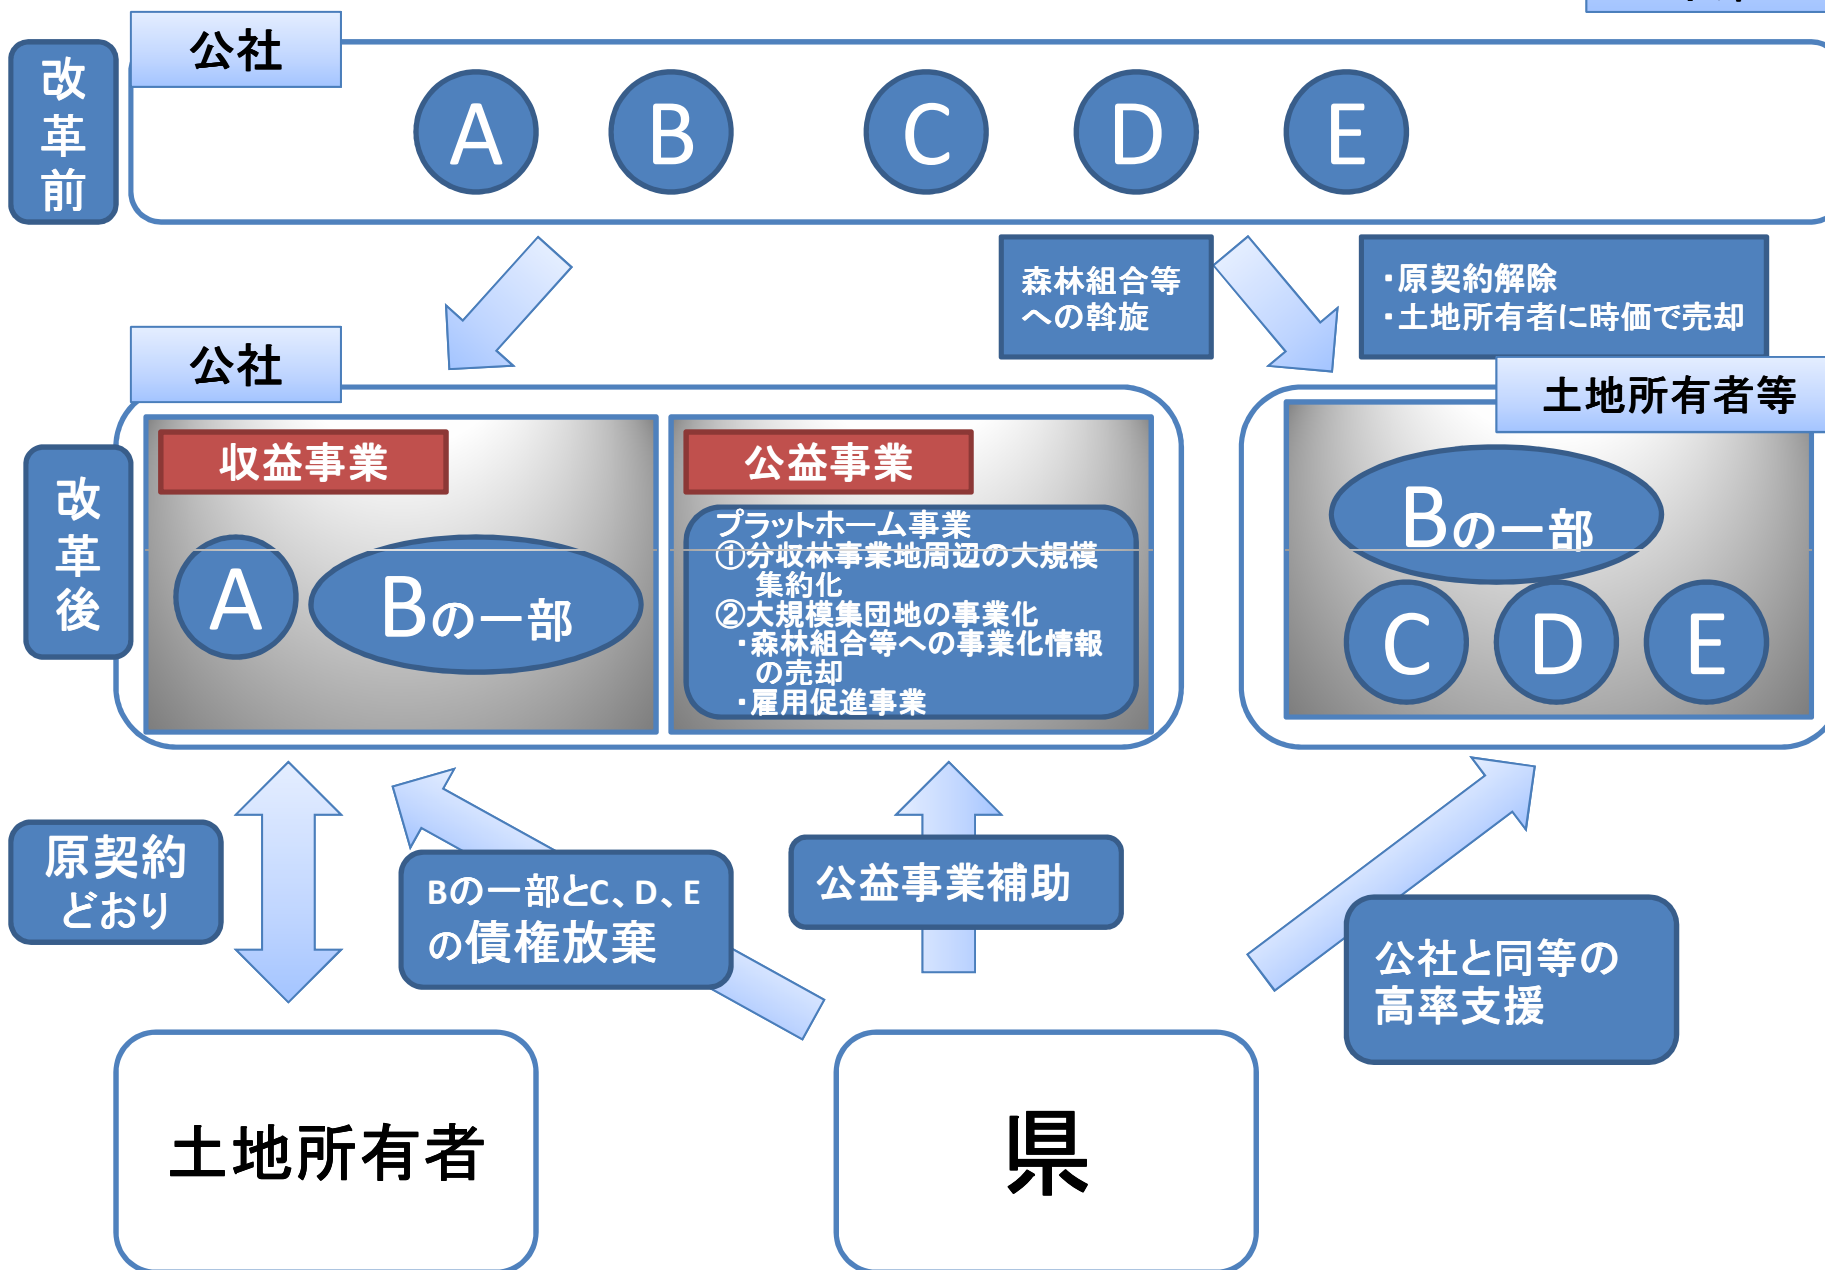 公社
改
革
前
A
B
C
D
E
森林組合等
への斡旋
・原契約解除
・土地所有者に時価で売却
公社
土地所有者等
改
革
後
収益事業
A
Bの一部
公益事業
プラットホーム事業
①分収林事業地周辺の大規模
集約化
②大規模集団地の事業化
・森林組合等への事業化情報
の売却
・雇用促進事業
Bの一部
C
D
E
原契約
どおり
Bの一部とC、D、E
の債権放棄
公益事業補助
公社と同等の
高率支援
土地所有者
県